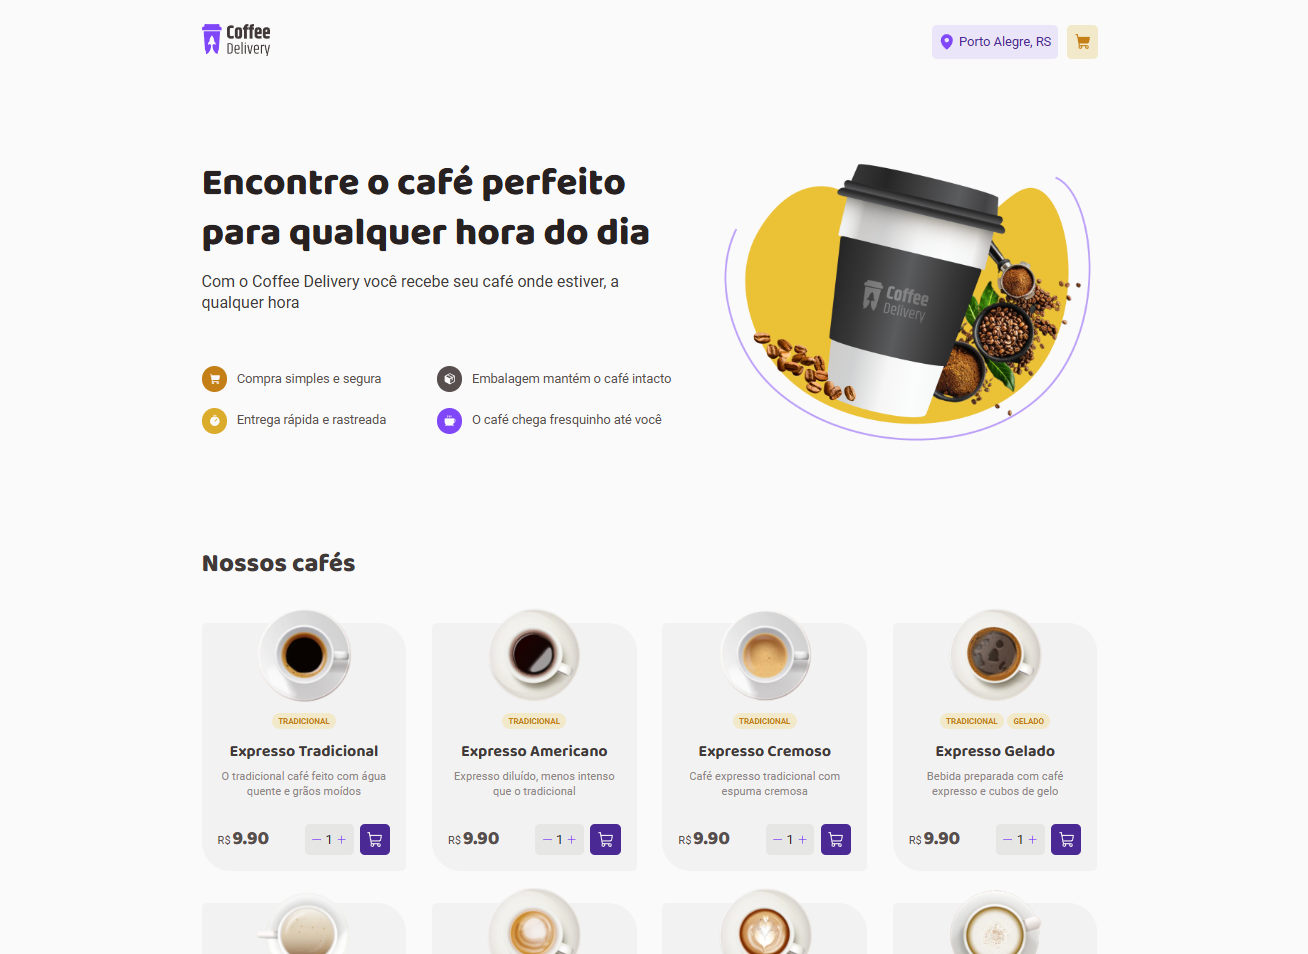 Coffee
Delivery
Porto Alegre, RS
Encontre o café perfeito
para qualquer hora do dia
Com o Coffee Delivery você recebe seu café onde estiver, a
qualquer hora
Coffee
Delivery
Compra simples e segura
Embalagem mantém o café intacto
Entrega rápida e rastreada
O café chega fresquinho até você
Nossos cafés
TRADICIONAL
Expresso Tradicional
O tradicional café feito com água
quente e grãos moídos
R$ 9.90
— 1 +
TRADICIONAL
Expresso Americano
Expresso diluído, menos intenso
que o tradicional
R$ 9.90
— 1 +
TRADICIONAL
Expresso Cremoso
Café expresso tradicional com
espuma cremosa
R$ 9.90
— 1 +
TRADICIONAL GELADO
Expresso Gelado
Bebida preparada com café
expresso e cubos de gelo
R$ 9.90
— 1 +